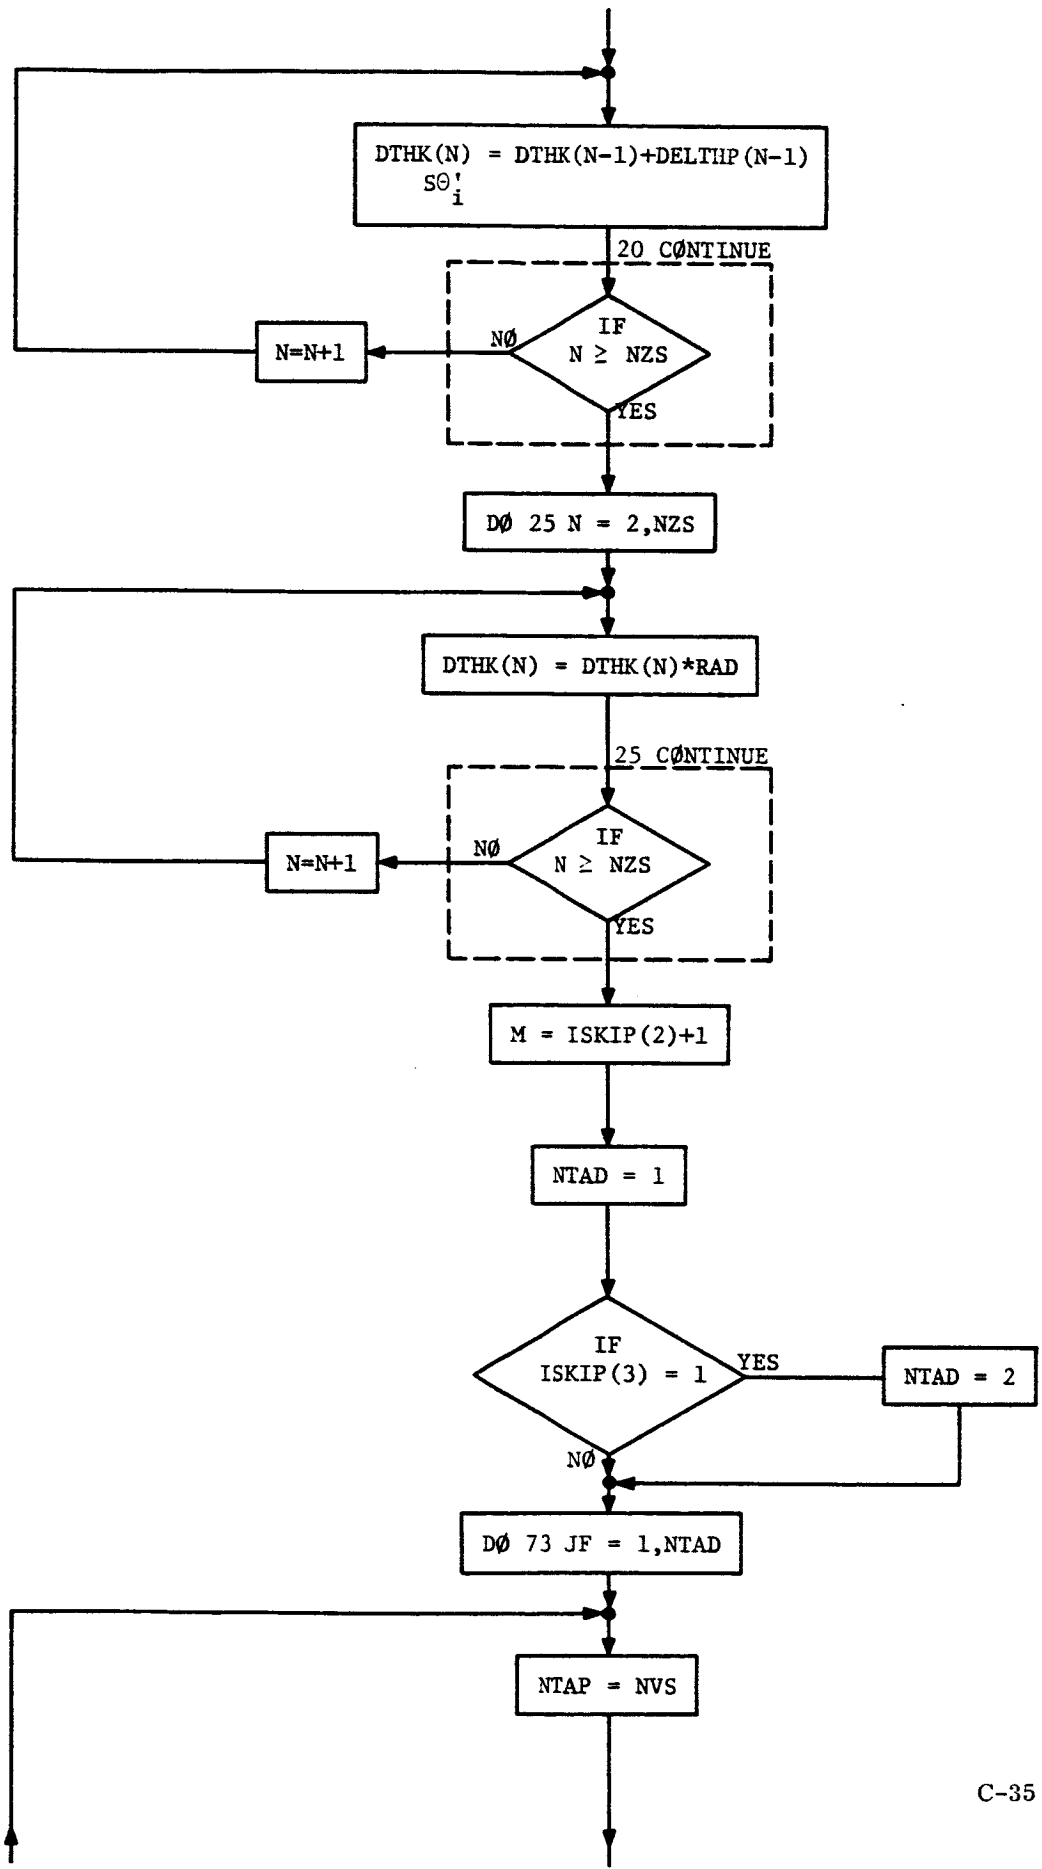 DTHK(N) = DTHK(N-1)+DELTHP(N-1)
SΘ'i
20 CØNTINUE
IF
N ≥ NZS
NØ
N=N+1
YES
DØ 25 N = 2,NZS
DTHK(N) = DTHK(N)*RAD
25 CØNTINUE
IF
N ≥ NZS
NØ
N=N+1
YES
M = ISKIP(2)+1
NTAD = 1
IF
ISKIP(3) = 1
YES
NTAD = 2
NØ
DØ 73 JF = 1,NTAD
NTAP = NVS
C-35